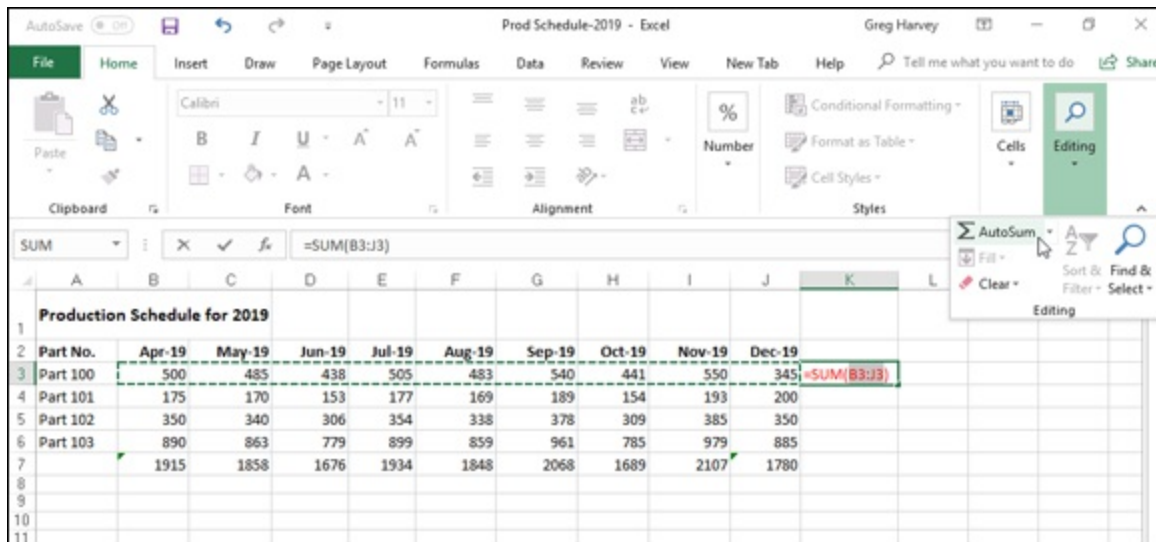 AutoSave Off Prod Schedule-2019 - Excel Greg Harvey
File Home Insert Draw Page Layout Formulas Data Review View New Tab Help Tell me what you want to do Share
Calibri 11 ab Conditional Formatting
Paste B I U A A % Number Format as Table Cells Editing
A Cell Styles
Clipboard Font Alignment Styles
SUM fx =SUM(B3:J3) Σ AutoSum A Z
Fill Sort & Filter Find & Select
Clear
Editing
A B C D E F G H I J K L
1 Production Schedule for 2019
2 Part No. Apr-19 May-19 Jun-19 Jul-19 Aug-19 Sep-19 Oct-19 Nov-19 Dec-19
3 Part 100 500 485 438 505 483 540 441 550 345 =SUM(B3:J3)
4 Part 101 175 170 153 177 169 189 154 193 200
5 Part 102 350 340 306 354 338 378 309 385 350
6 Part 103 890 863 779 899 859 961 785 979 885
7 1915 1858 1676 1934 1848 2068 1689 2107 1780
8
9
10
11